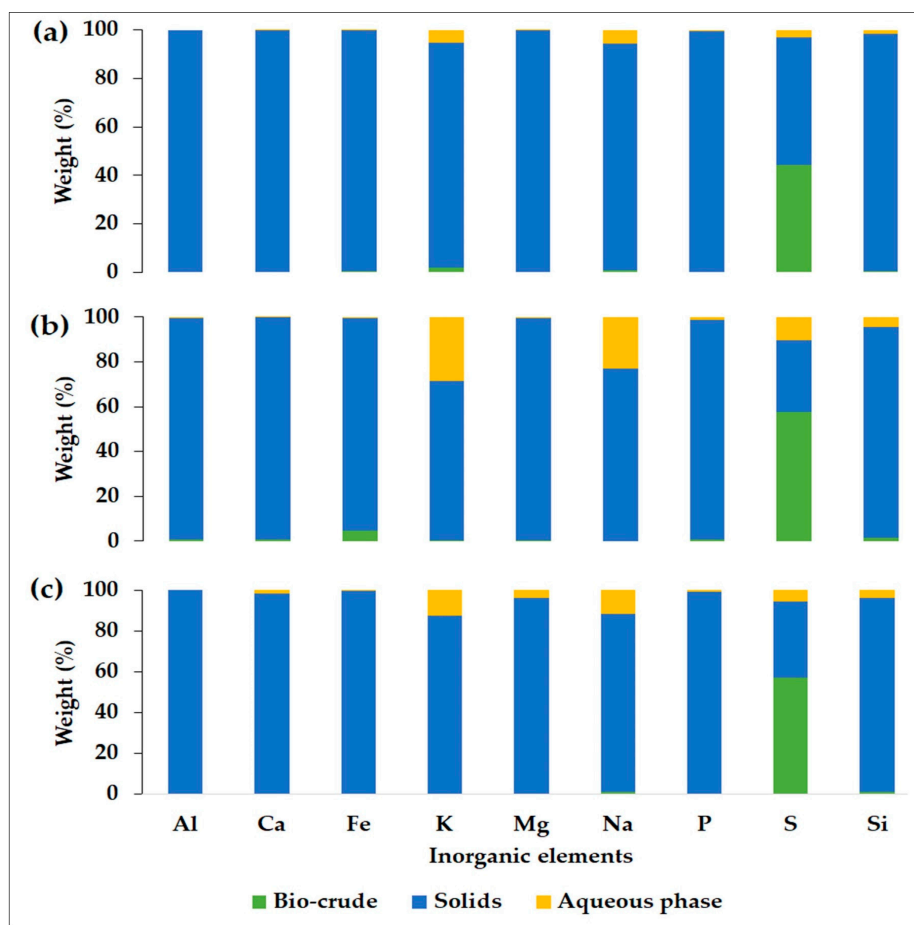 (a)
Weight (%)
100
80
60
40
20
0
(b)
Weight (%)
100
80
60
40
20
0
(c)
Weight (%)
100
80
60
40
20
0
Al Ca Fe K Mg Na P S Si
Inorganic elements
Bio-crude Solids Aqueous phase